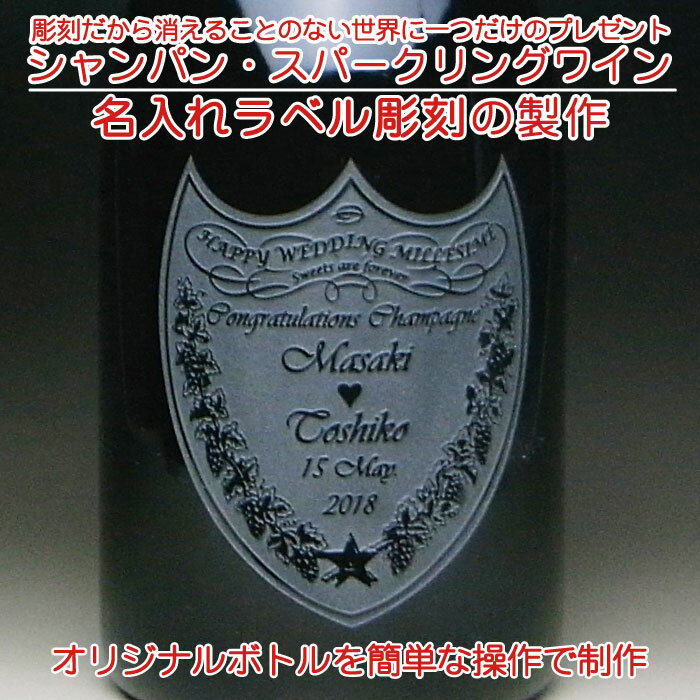 彫刻だから消えることのない世界に一つだけのプレゼント
シャンパン・スパークリングワイン
名入れラベル彫刻の製作
HAPPY WEDDING MILLESIME
Sweets are forever
Congratulations Champagne
Masaki
♥
Toshiko
15 May.
2018
オリジナルボトルを簡単な操作で制作